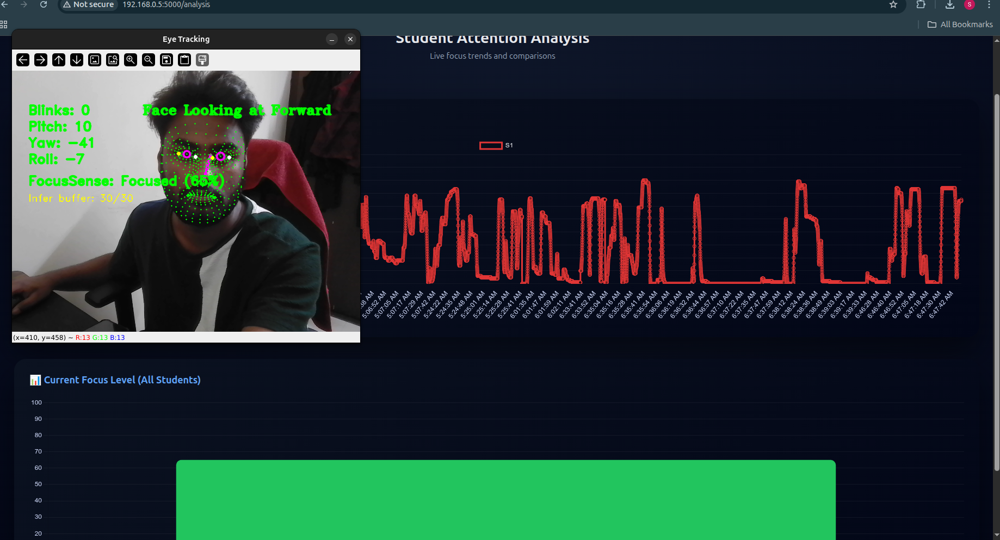 Not secure
192.168.0.5:5000/analysis
S
All Bookmarks
Eye Tracking
Student Attention Analysis
Live focus trends and comparisons
Blinks: 0
Face Looking at Forward
Pitch: 10
Yaw: -41
Roll: -7
FocusSense: Focused (65%)
Infer buffer: 30/30
S1
:38 AM
5:06:52 AM
5:07:05 AM
5:07:17 AM
5:07:29 AM
5:07:42 AM
5:24:22 AM
5:24:35 AM
5:24:48 AM
5:25:01 AM
5:25:14 AM
5:25:28 AM
5:25:41 AM
6:01:35 AM
6:01:47 AM
6:01:59 AM
6:02:11 AM
6:33:41 AM
6:33:52 AM
6:35:04 AM
6:35:16 AM
6:35:28 AM
6:35:41 AM
6:35:54 AM
6:36:06 AM
6:36:19 AM
6:36:32 AM
6:36:44 AM
6:36:57 AM
6:37:10 AM
6:37:22 AM
6:37:35 AM
6:37:47 AM
6:37:59 AM
6:38:12 AM
6:38:24 AM
6:38:36 AM
6:38:49 AM
6:39:03 AM
6:39:17 AM
6:39:33 AM
6:46:28 AM
6:46:40 AM
6:46:52 AM
6:47:05 AM
6:47:18 AM
6:47:30 AM
6:47:42 AM
(x=410, y=458) ~ R:13 G:13 B:13
📊 Current Focus Level (All Students)
100
90
80
70
60
50
40
30
20